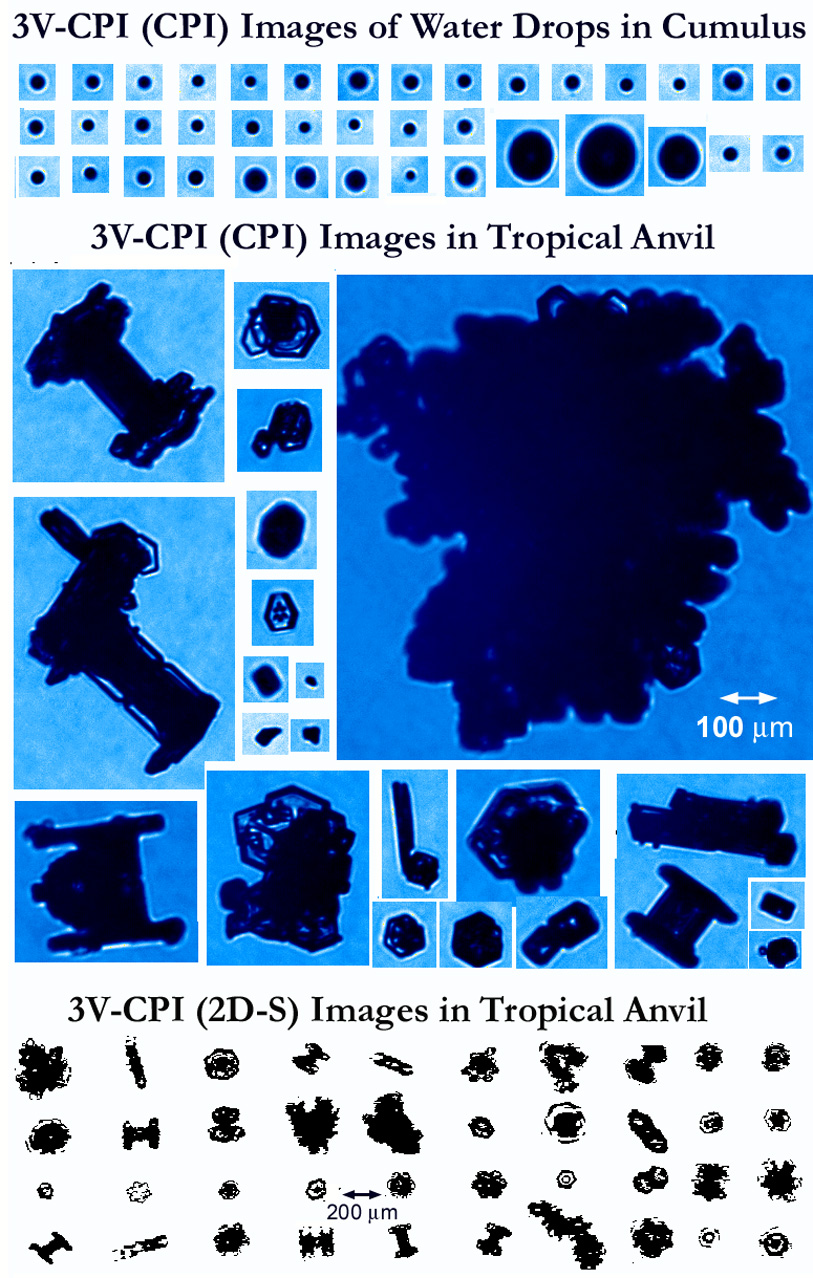 3V-CPI (CPI) Images of Water Drops in Cumulus
3V-CPI (CPI) Images in Tropical Anvil
100 μm
3V-CPI (2D-S) Images in Tropical Anvil
200 μm